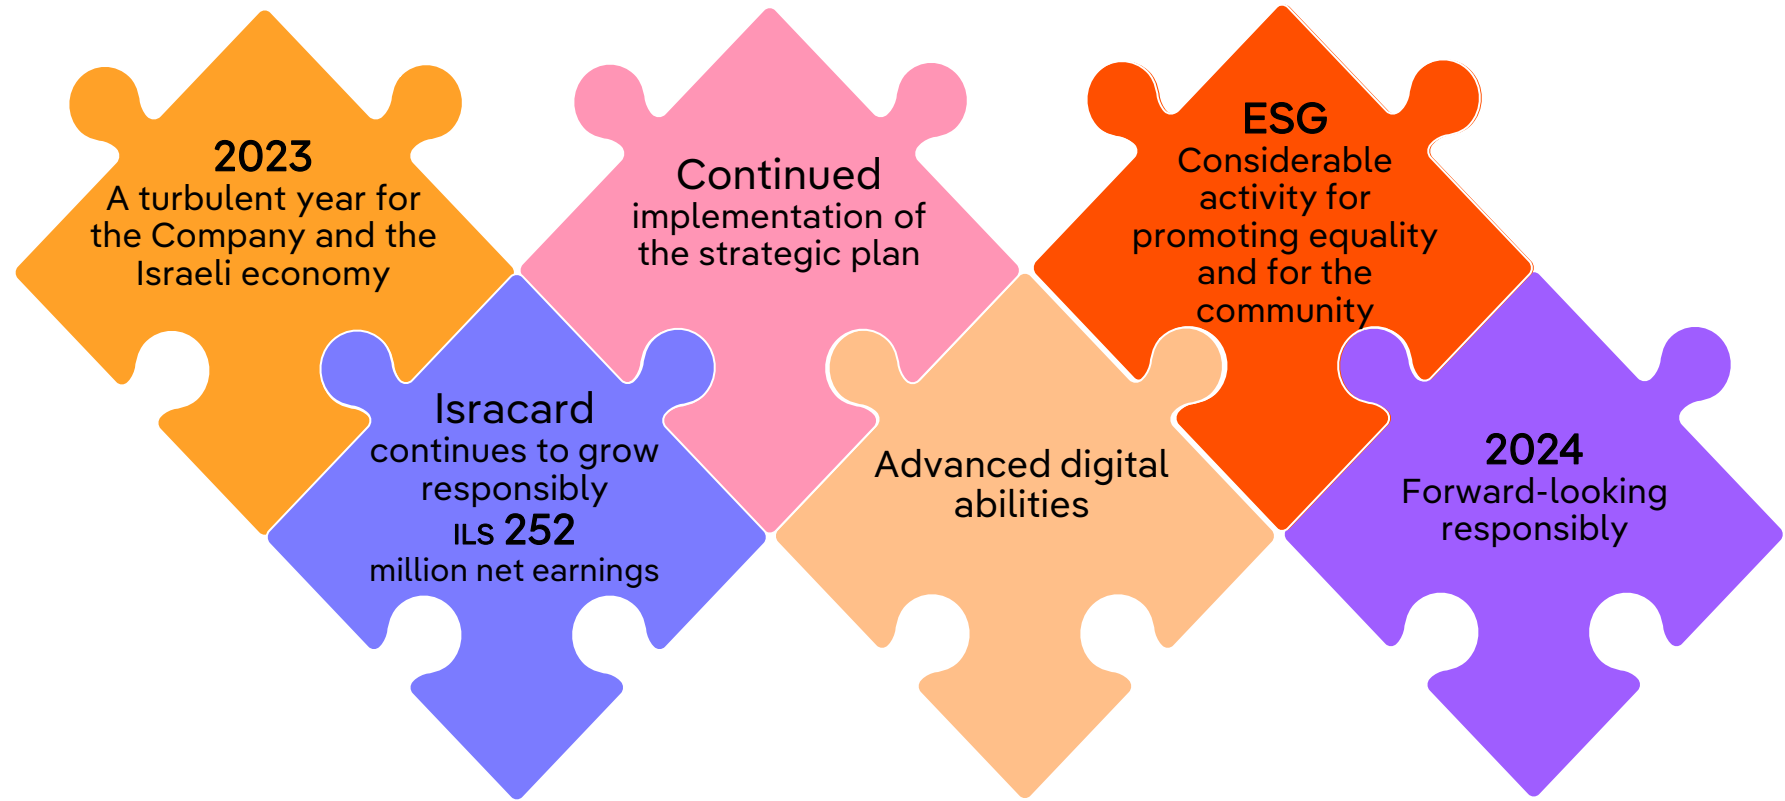 2023
A turbulent year for
the Company and the
Israeli economy
Isracard
continues to grow
responsibly
ILS 252
million net earnings
Continued
implementation of
the strategic plan
Advanced digital
abilities
ESG
Considerable
activity for
promoting equality
and for the
community
2024
Forward-looking
responsibly